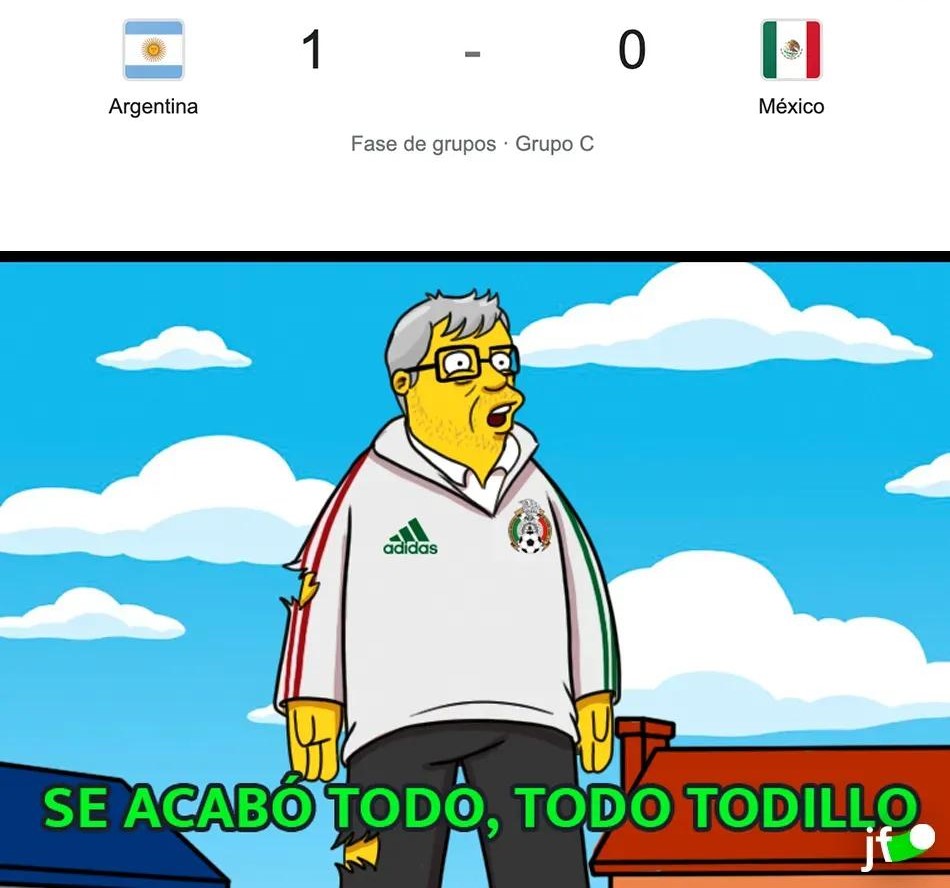 1 - 0
Argentina México
Fase de grupos · Grupo C
adidas
SE ACABÓ TODO, TODO TODILLO
jf